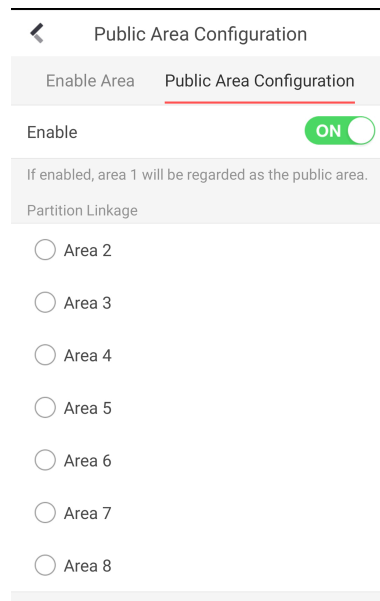 Public Area Configuration
Enable Area Public Area Configuration
Enable ON
If enabled, area 1 will be regarded as the public area.
Partition Linkage
Area 2
Area 3
Area 4
Area 5
Area 6
Area 7
Area 8